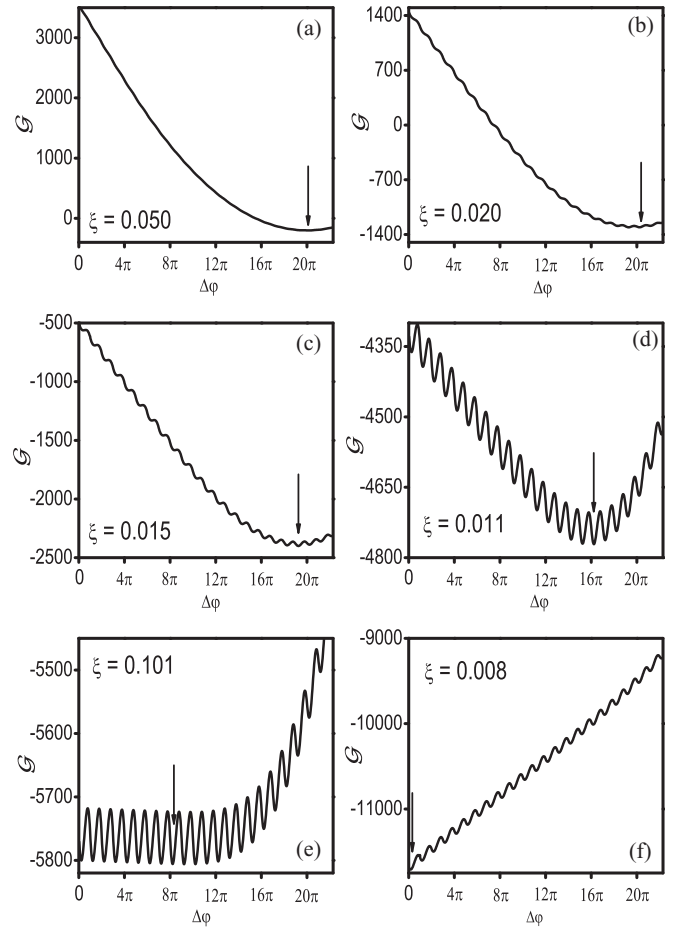 (a)
3500
3000
2500
2000
1000
0
𝒢
ξ = 0.050
0 4π 8π 12π 16π 20π
Δφ
(b)
1400
700
0
-700
-1400
𝒢
ξ = 0.020
0 4π 8π 12π 16π 20π
Δφ
(c)
-500
-1000
-1500
-2000
-2500
𝒢
ξ = 0.015
0 4π 8π 12π 16π 20π
Δφ
(d)
-4350
-4500
-4650
-4800
𝒢
ξ = 0.011
0 4π 8π 12π 16π 20π
Δφ
ξ = 0.101
-5500
-5600
-5700
-5800
𝒢
(e)
0 4π 8π 12π 16π 20π
Δφ
-9000
ξ = 0.008
-10000
-11000
𝒢
(f)
0 4π 8π 12π 16π 20π
Δφ